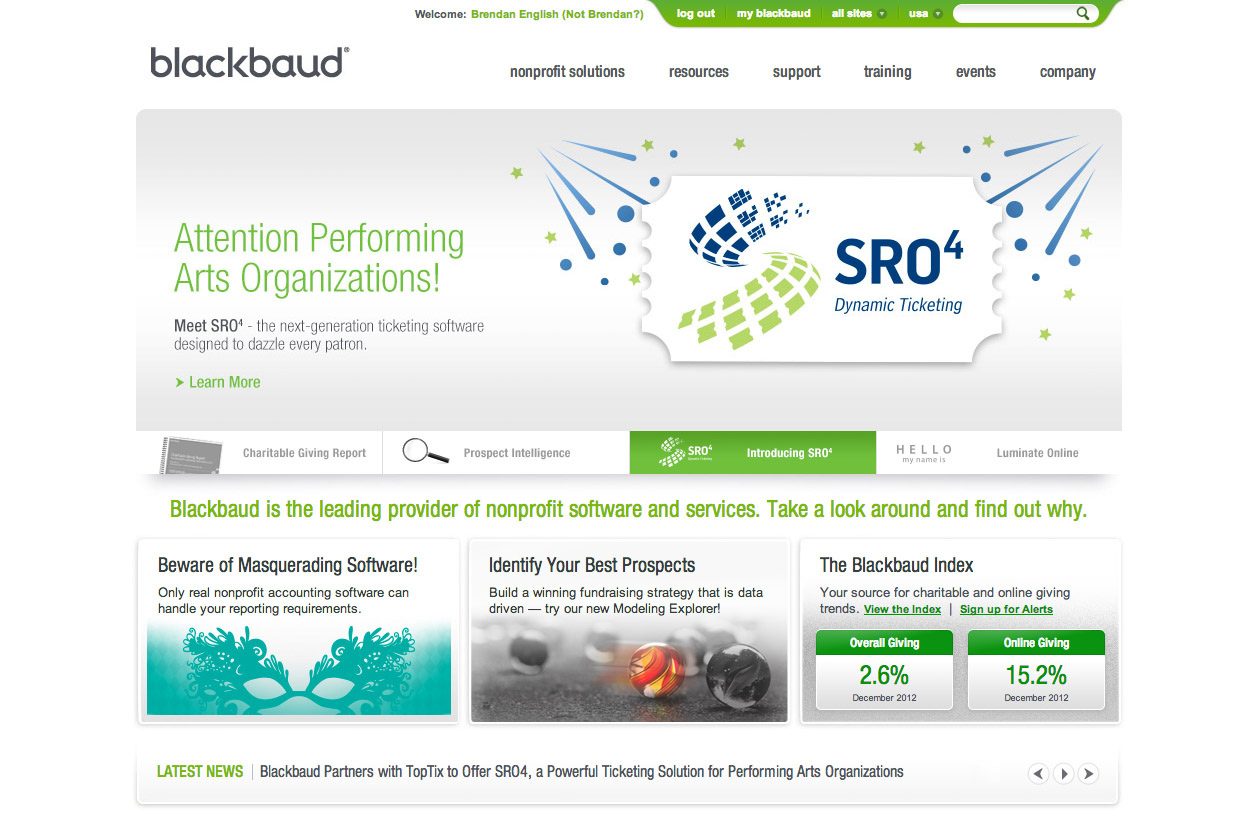 Welcome: Brendan English (Not Brendan?)
log out
my blackbaud
all sites
usa
blackbaud®
nonprofit solutions
resources
support
training
events
company
Attention Performing
Arts Organizations!
Meet SRO⁴ - the next-generation ticketing software
designed to dazzle every patron.
Learn More
SRO⁴
Dynamic Ticketing
Charitable Giving Report
Prospect Intelligence
SRO⁴
Dynamic Ticketing
Introducing SRO⁴
HELLO
my name is
Luminate Online
Blackbaud is the leading provider of nonprofit software and services. Take a look around and find out why.
Beware of Masquerading Software!
Only real nonprofit accounting software can
handle your reporting requirements.
Identify Your Best Prospects
Build a winning fundraising strategy that is data
driven — try our new Modeling Explorer!
The Blackbaud Index
Your source for charitable and online giving
trends. View the Index | Sign up for Alerts
Overall Giving
2.6%
December 2012
Online Giving
15.2%
December 2012
LATEST NEWS | Blackbaud Partners with TopTix to Offer SRO4, a Powerful Ticketing Solution for Performing Arts Organizations